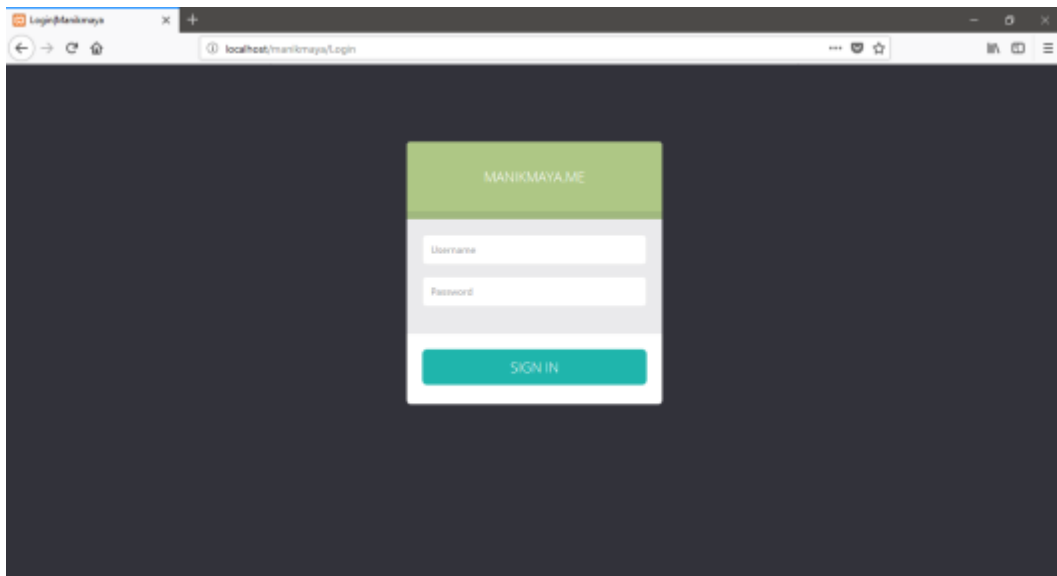 Login|Manikmaya
localhost/manikmaya/Login
MANIKMAYA.ME
Username
Password
SIGN IN